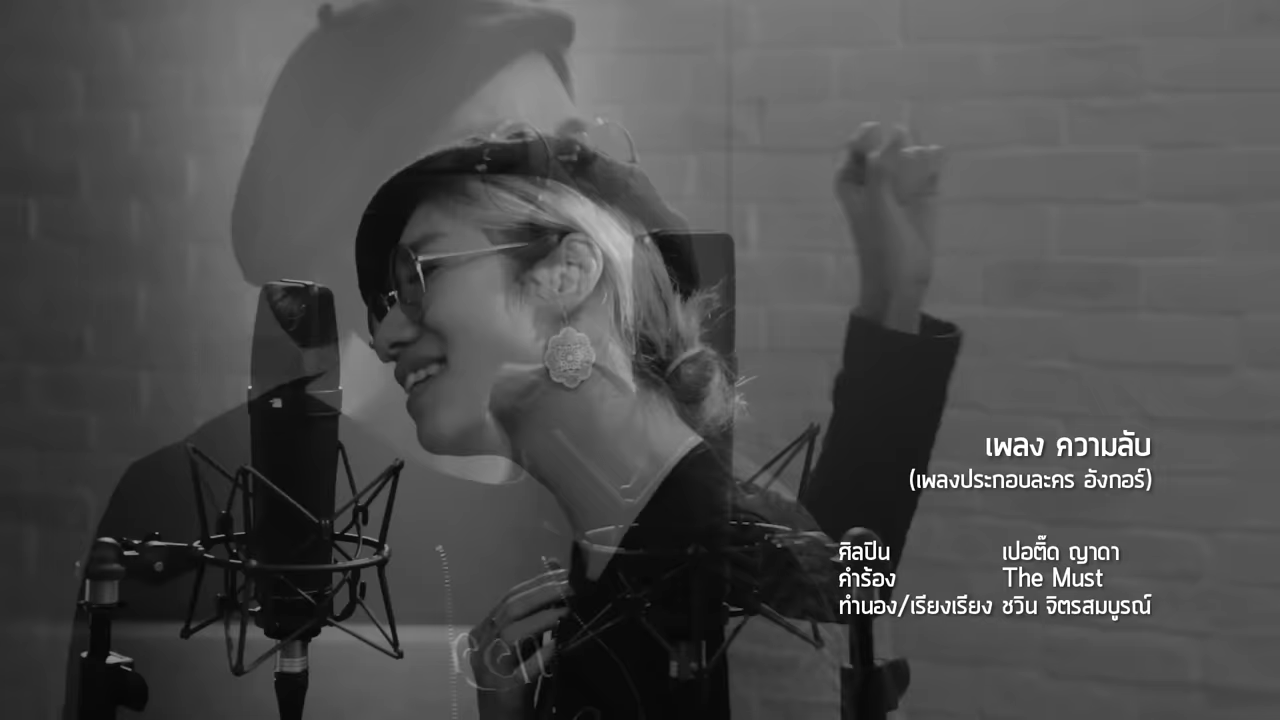 เพลง ความลับ
(เพลงประกอบละคร อังกอร์)
ศิลปิน เปอติ๊ด ญาดา
คำร้อง The Must
ทำนอง/เรียงเรียง ชวิน จิตรสมบูรณ์